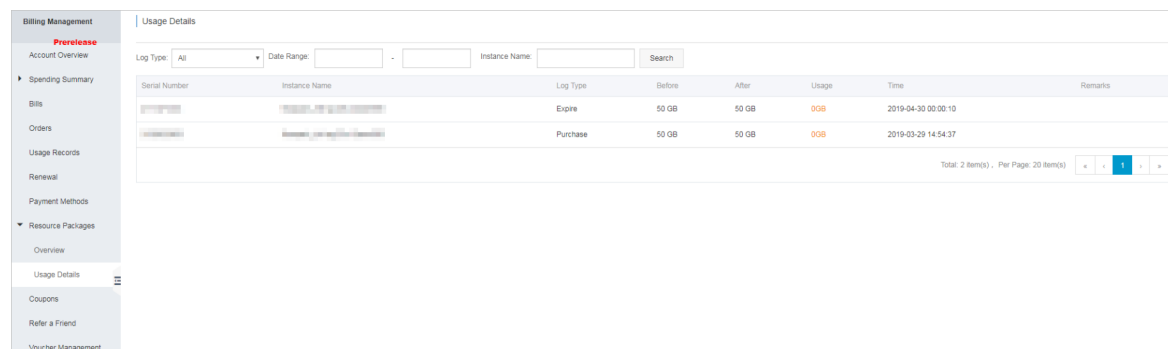 Billing Management
Prerelease
Account Overview
Spending Summary
Bills
Orders
Usage Records
Renewal
Payment Methods
Resource Packages
Overview
Usage Details
Coupons
Refer a Friend
Voucher Management
Usage Details
Log Type: All Date Range: - Instance Name: Search
Serial Number Instance Name Log Type Before After Usage Time Remarks
Expire 50 GB 50 GB 0GB 2019-04-30 00:00:10
Purchase 50 GB 50 GB 0GB 2019-03-29 14:54:37
Total: 2 item(s) , Per Page: 20 item(s) « ‹ 1 › »